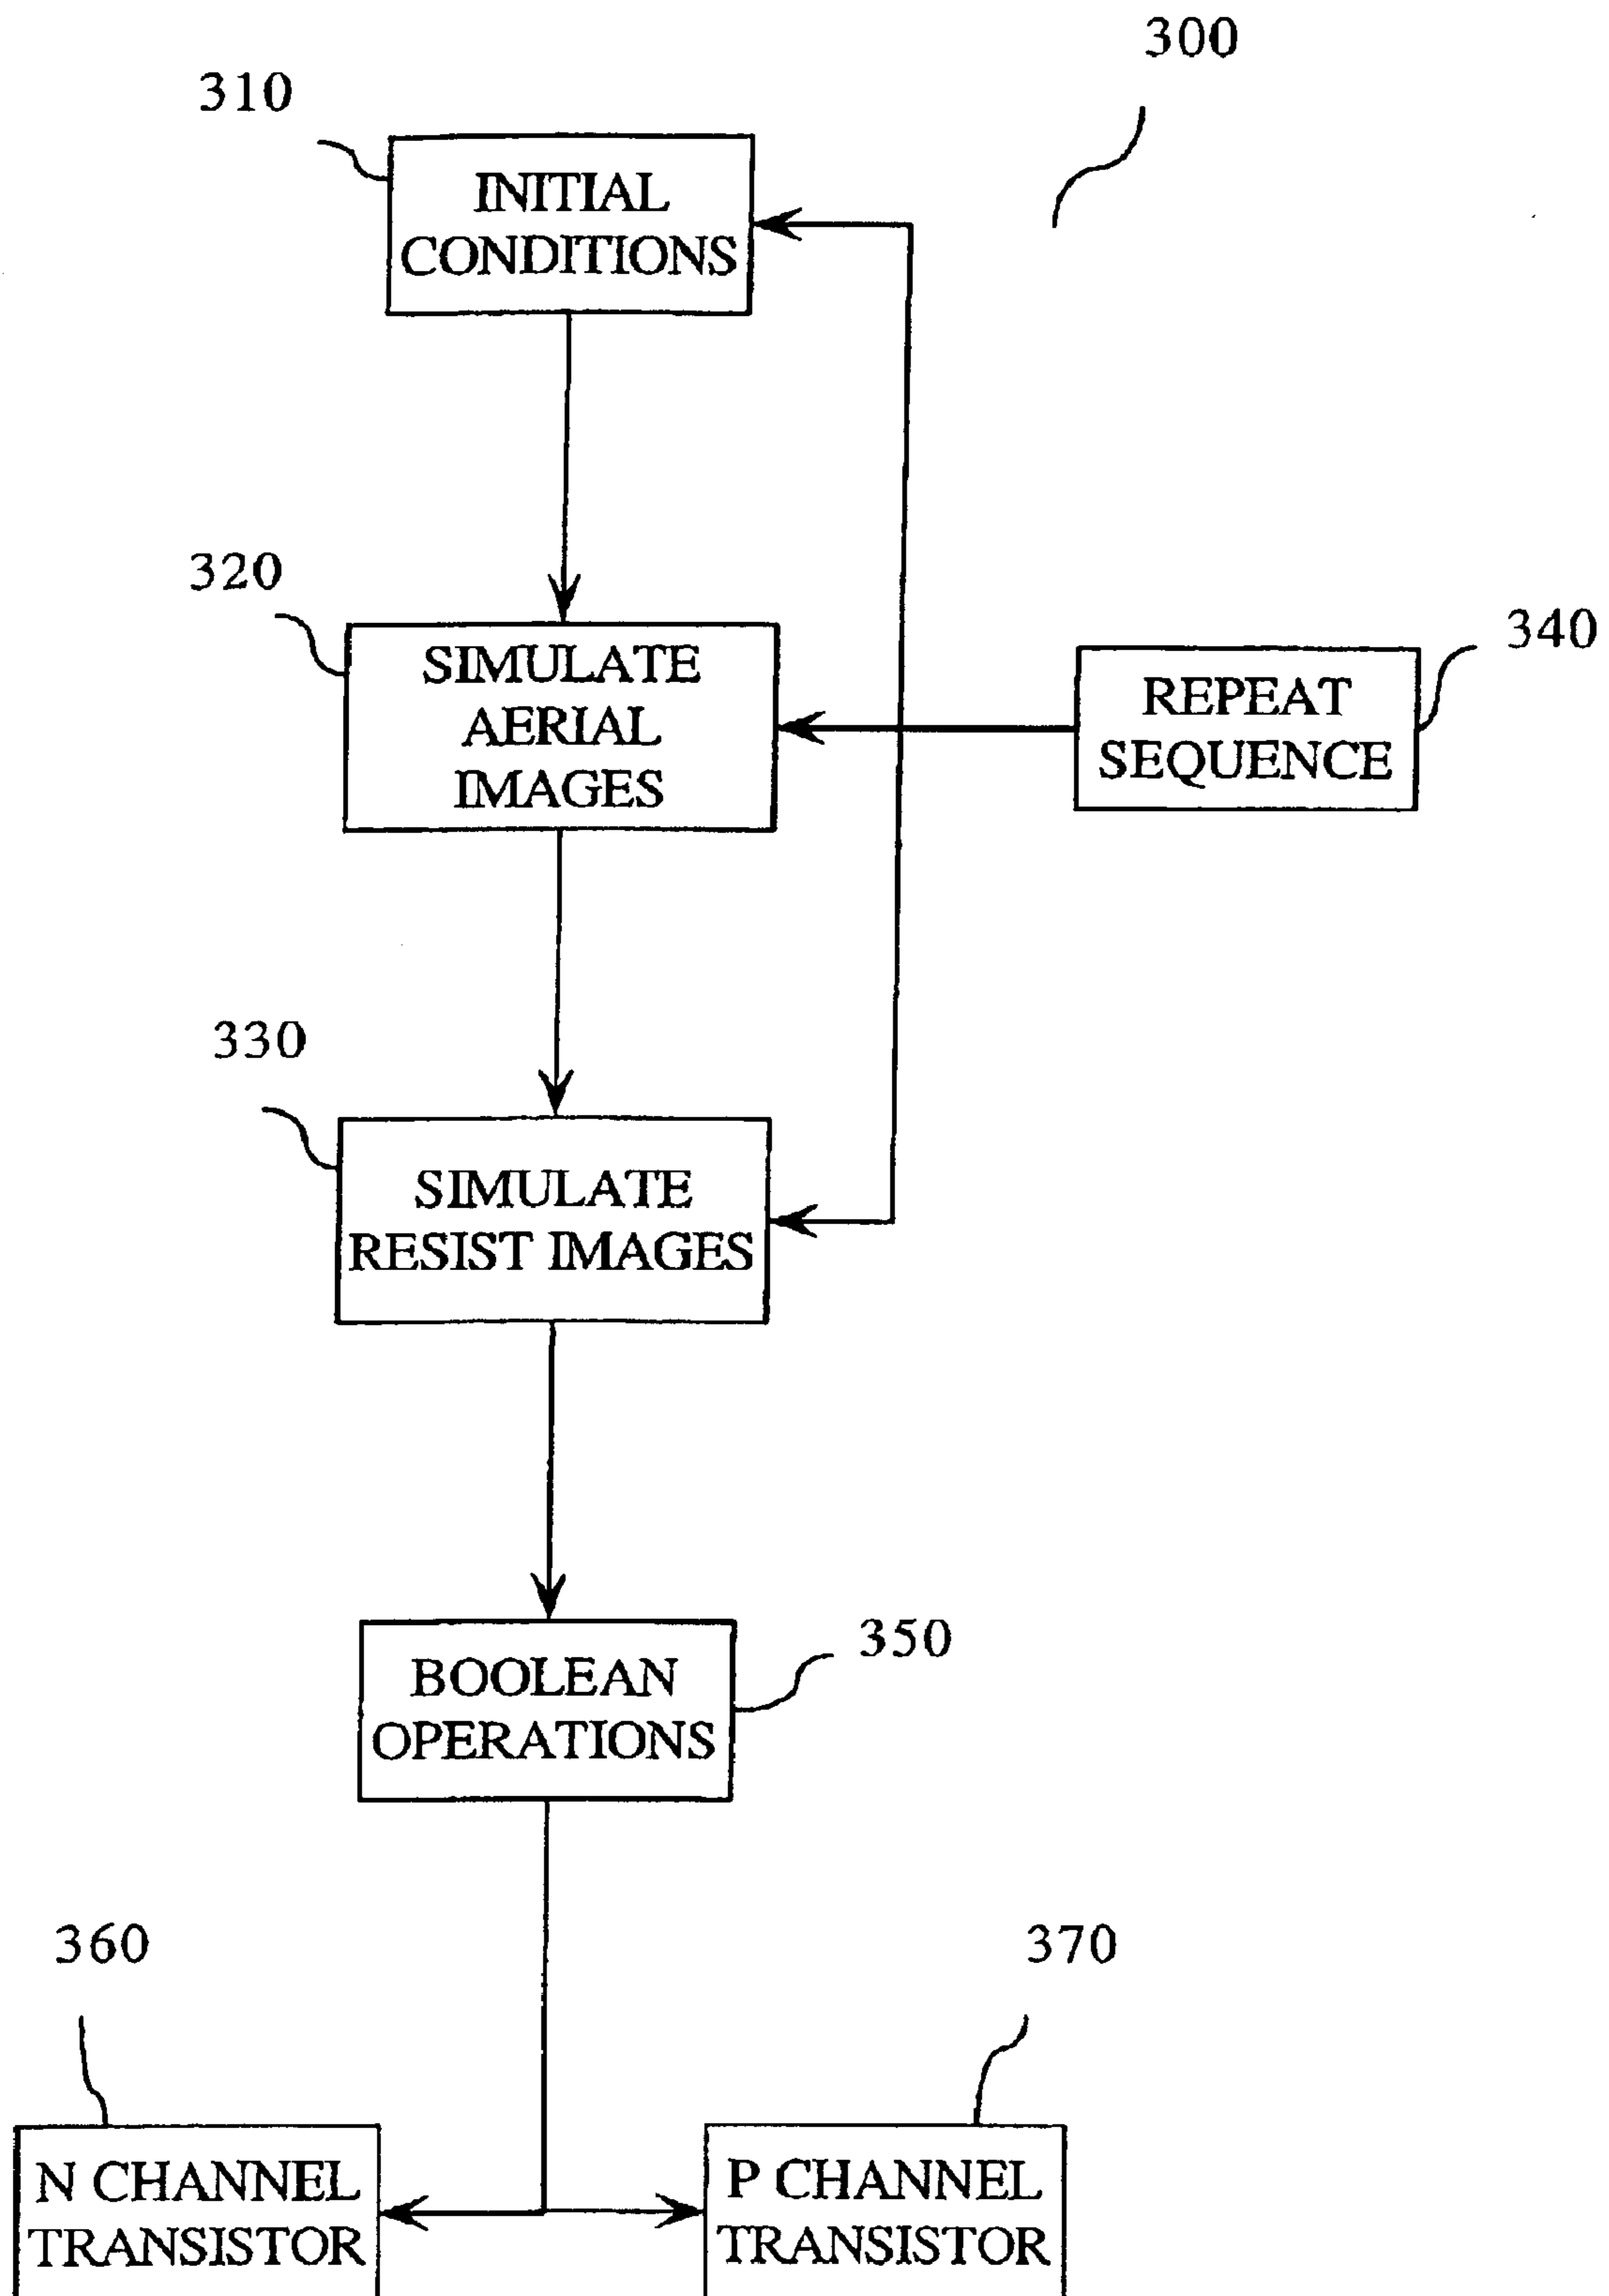 300
310
INITIAL
CONDITIONS
320
SIMULATE
AERIAL
IMAGES
340
REPEAT
SEQUENCE
330
SIMULATE
RESIST IMAGES
350
BOOLEAN
OPERATIONS
360
370
N CHANNEL
TRANSISTOR
P CHANNEL
TRANSISTOR